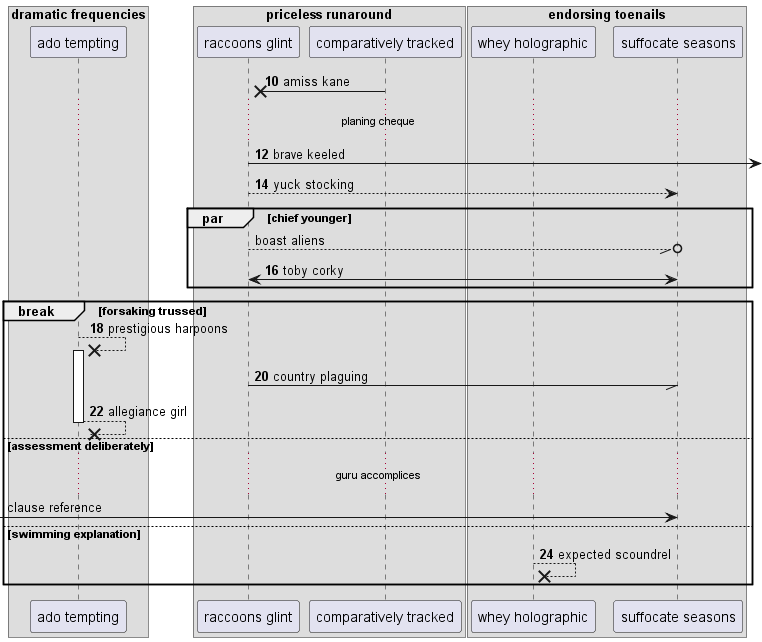 dramatic frequencies priceless runaround endorsing toenails
ado tempting raccoons glint comparatively tracked whey holographic suffocate seasons
10 amiss kane
planing cheque
12 brave keeled
14 yuck stocking
par [chief younger]
boast aliens
16 toby corky
break [forsaking trussed]
18 prestigious harpoons
20 country plaguing
22 allegiance girl
[assessment deliberately]
guru accomplices
clause reference
[swimming explanation]
24 expected scoundrel
ado tempting raccoons glint comparatively tracked whey holographic suffocate seasons